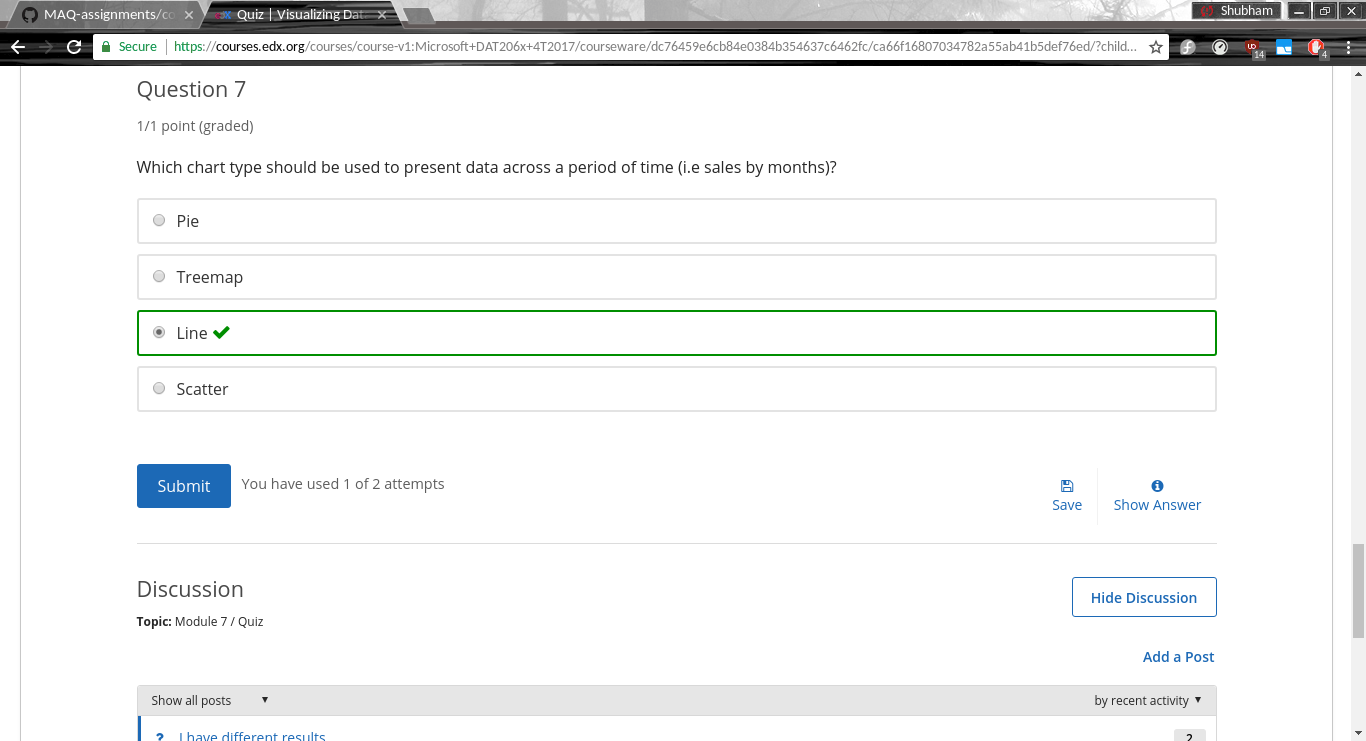 MAQ-assignments/co
Quiz | Visualizing Dat
Shubham
Secure
https://courses.edx.org/courses/course-v1:Microsoft+DAT206x+4T2017/courseware/dc76459e6cb84e0384b354637c6462fc/ca66f16807034782a55ab41b5def76ed/?child...
14
4
Question 7
1/1 point (graded)
Which chart type should be used to present data across a period of time (i.e sales by months)?
Pie
Treemap
Line
Scatter
Submit
You have used 1 of 2 attempts
Save
Show Answer
Discussion
Hide Discussion
Topic: Module 7 / Quiz
Add a Post
Show all posts
by recent activity
? I have different results
2